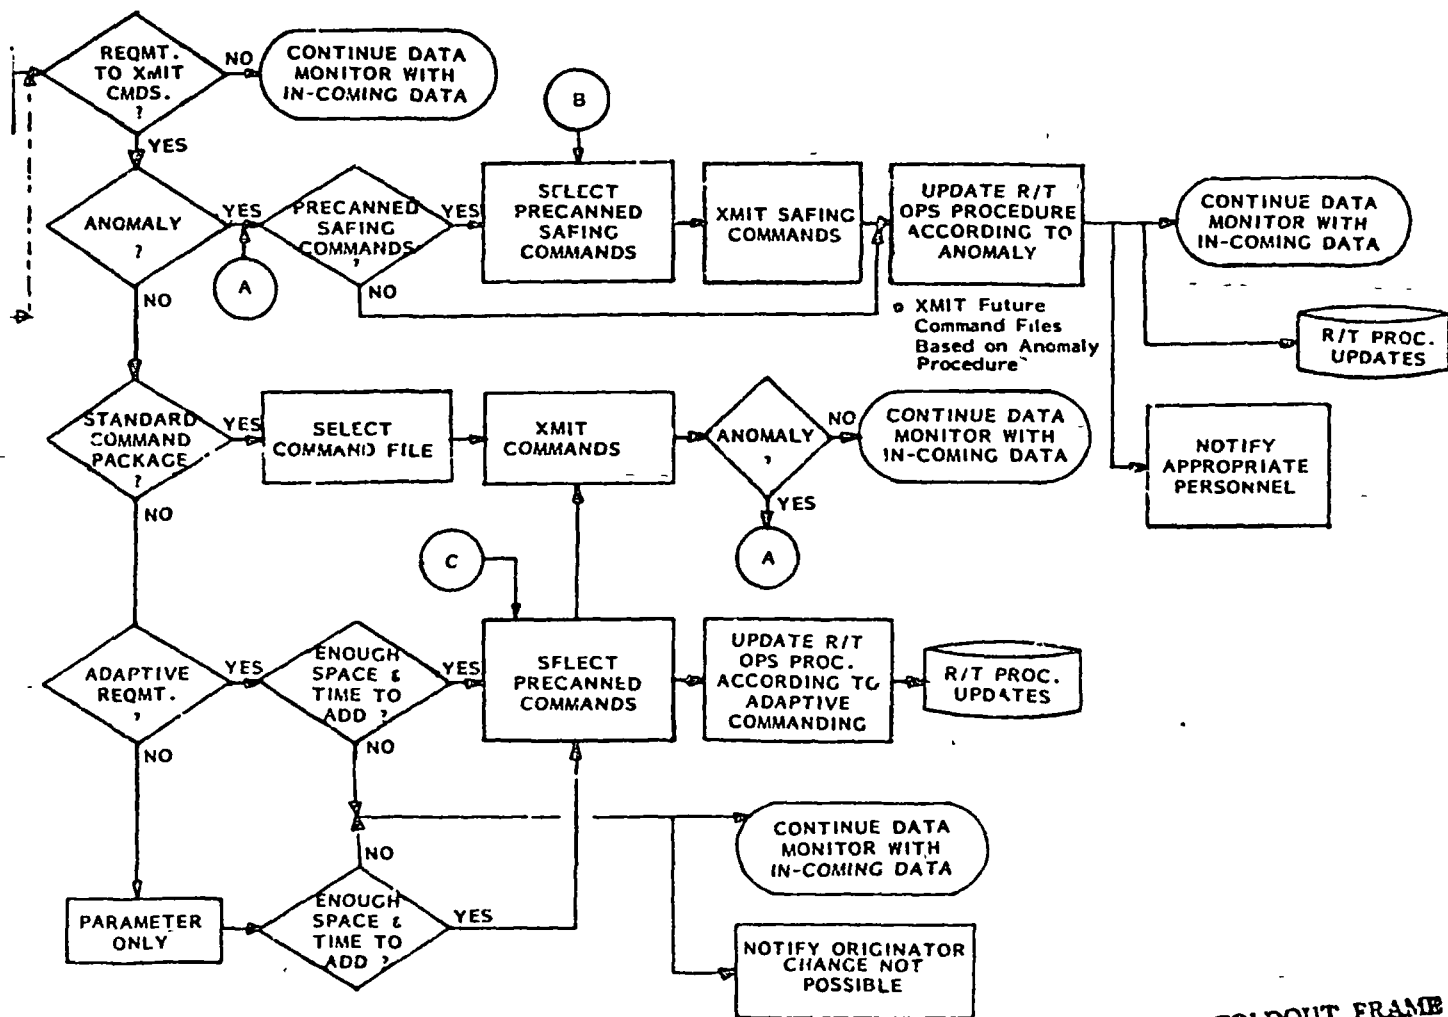 REQMT.
TO XMIT
CMDS.
?
NO
CONTINUE DATA
MONITOR WITH
IN-COMING DATA
YES
B
ANOMALY
?
YES
A
NO
PRECANNED
SAFING
COMMANDS
?
YES
NO
SELECT
PRECANNED
SAFING
COMMANDS
XMIT SAFING
COMMANDS
UPDATE R/T
OPS PROCEDURE
ACCORDING TO
ANOMALY
XMIT Future
Command Files
Based on Anomaly
Procedure
CONTINUE DATA
MONITOR WITH
IN-COMING DATA
R/T PROC.
UPDATES
NOTIFY
APPROPRIATE
PERSONNEL
STANDARD
COMMAND
PACKAGE
?
YES
NO
SELECT
COMMAND FILE
XMIT
COMMANDS
ANOMALY
?
NO
YES
A
CONTINUE DATA
MONITOR WITH
IN-COMING DATA
C
ADAPTIVE
REQMT.
?
YES
NO
ENOUGH
SPACE &
TIME TO
ADD ?
YES
NO
SELECT
PRECANNED
COMMANDS
UPDATE R/T
OPS PROC.
ACCORDING TO
ADAPTIVE
COMMANDING
R/T PROC.
UPDATES
CONTINUE DATA
MONITOR WITH
IN-COMING DATA
NO
PARAMETER
ONLY
ENOUGH
SPACE &
TIME TO
ADD ?
YES
NOTIFY ORIGINATOR
CHANGE NOT
POSSIBLE
FRAME